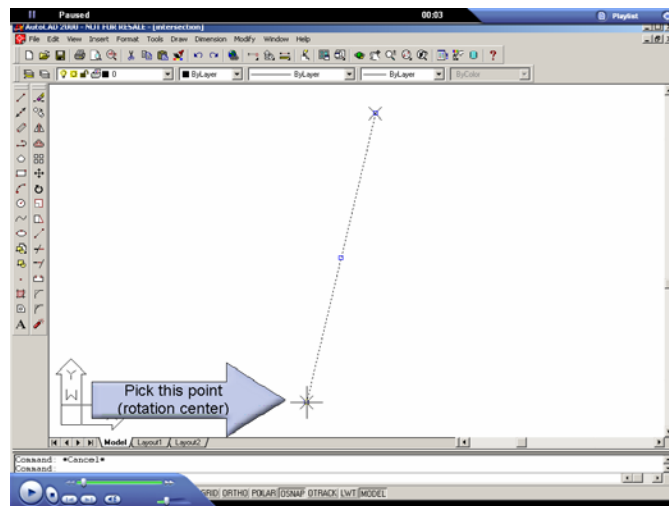 Paused 00:03 Playlist
AutoCAD 2000 - NOT FOR RESALE - [intersection]
File Edit View Insert Format Tools Draw Dimension Modify Window Help
0 ByLayer ByLayer ByLayer ByColor
A
Y
W
Pick this point
(rotation center)
Model Layout1 Layout2
Command: *Cancel*
Command:
GRID ORTHO POLAR OSNAP OTRACK LWT MODEL